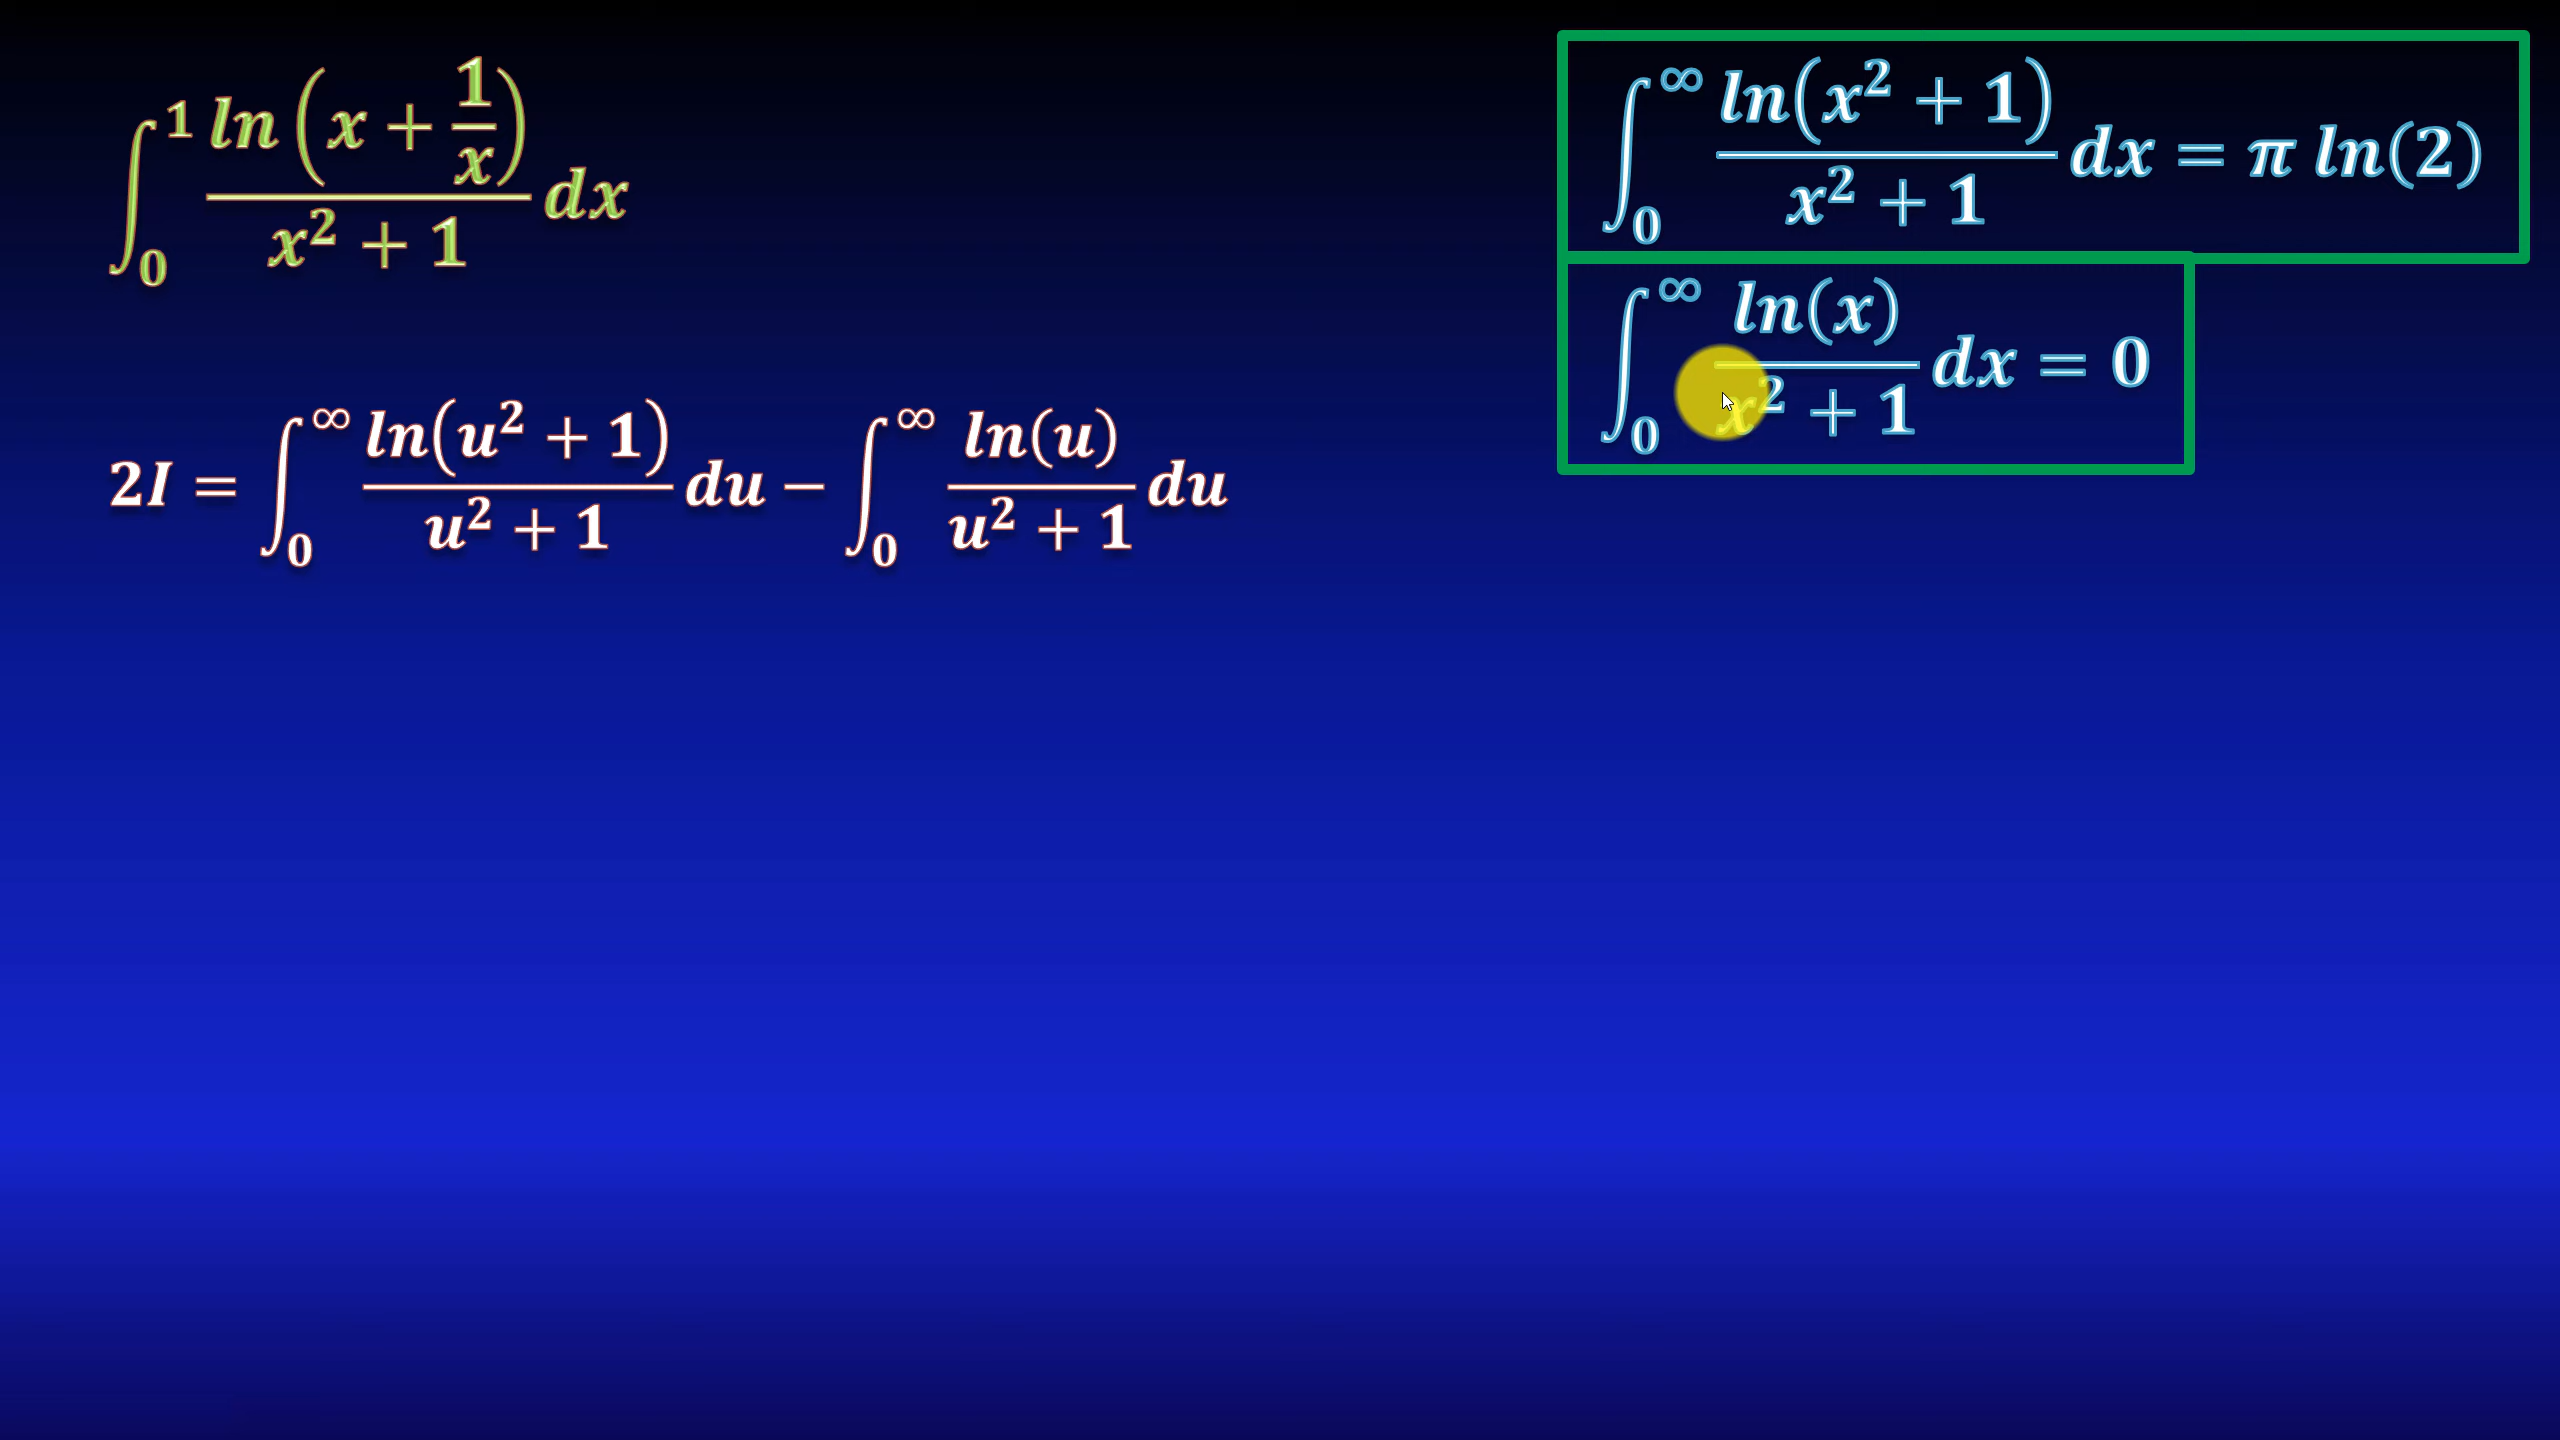 ∫₀¹ ln(x + 1/x) / (x² + 1) dx
∫₀^∞ ln(x² + 1) / (x² + 1) dx = π ln(2)
∫₀^∞ ln(x) / (x² + 1) dx = 0
2I = ∫₀^∞ ln(u² + 1) / (u² + 1) du − ∫₀^∞ ln(u) / (u² + 1) du